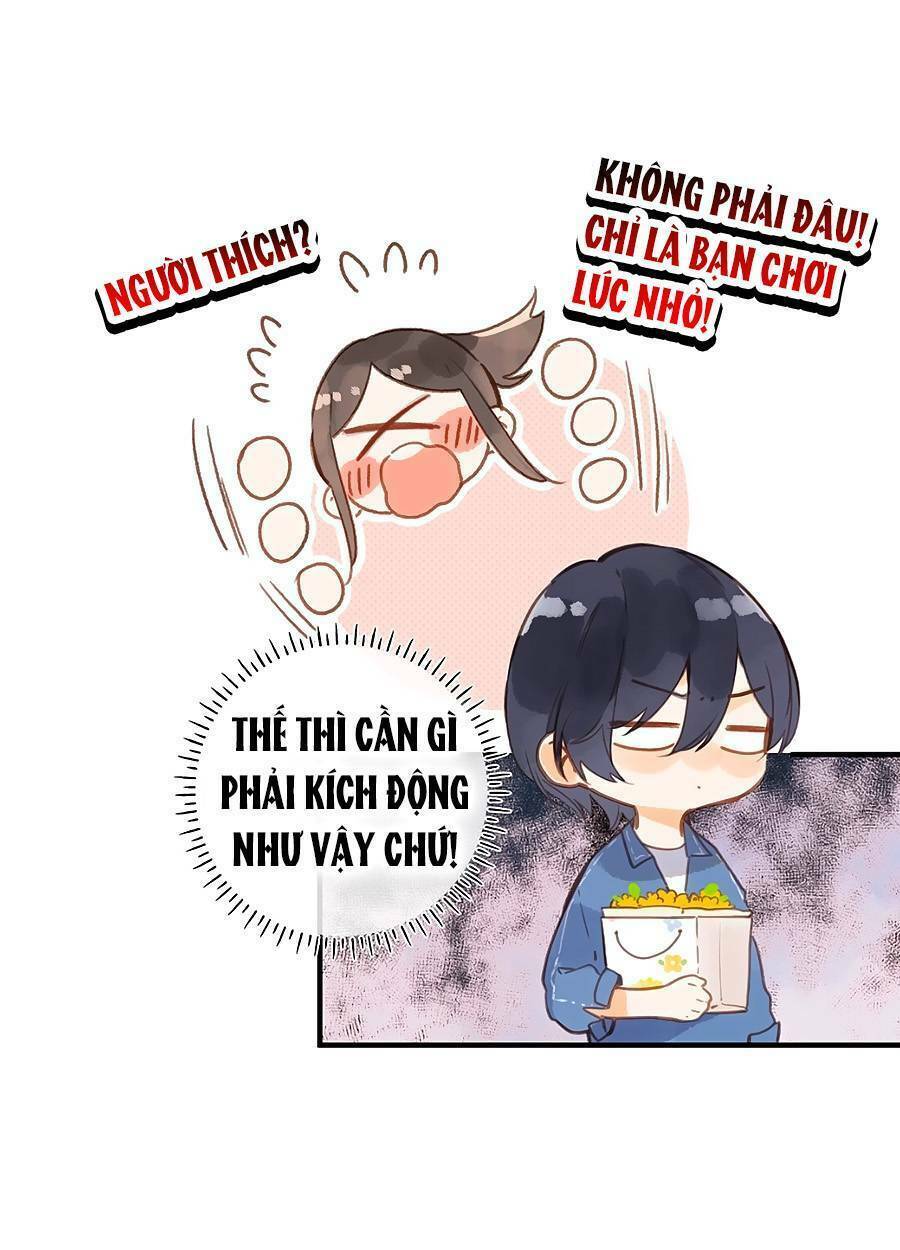 NGƯỜI THÍCH?
KHÔNG PHẢI ĐÂU!
CHỈ LÀ BẠN CHƠI
LÚC NHỎ!
THẾ THÌ CẦN GÌ
PHẢI KÍCH ĐỘNG
NHƯ VẬY CHỨ!